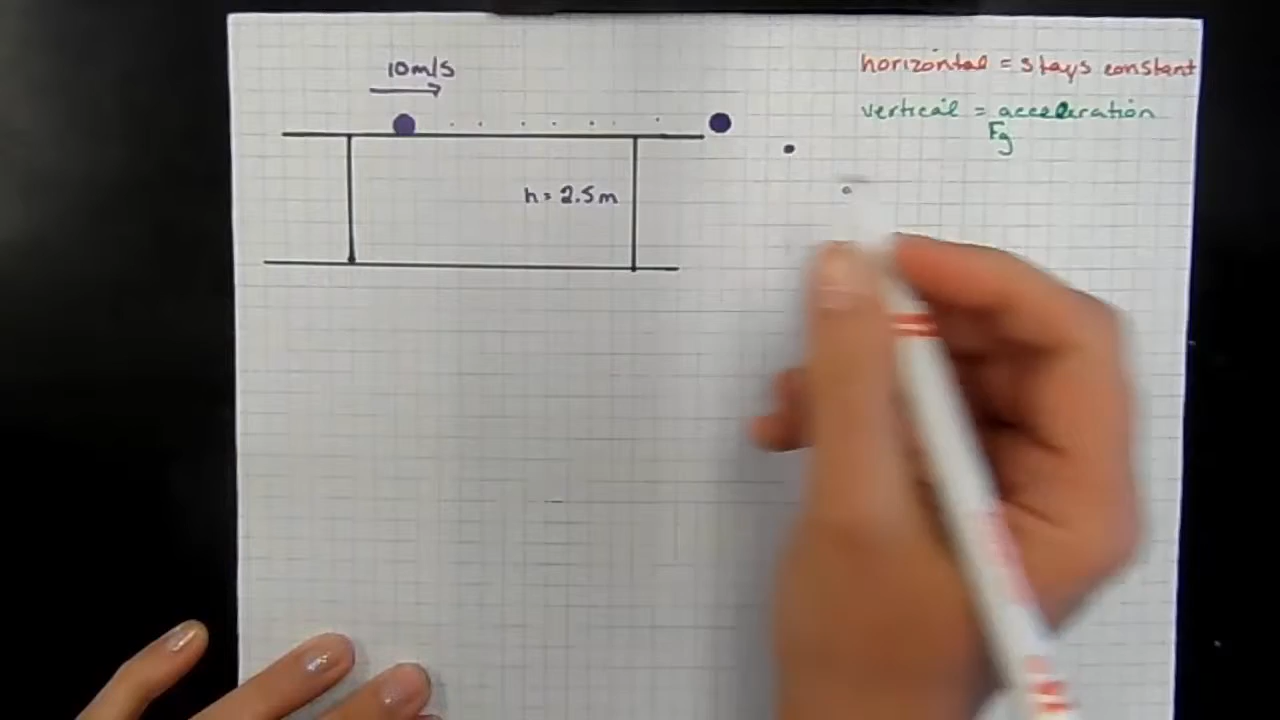 10m/s
horizontal = stays constant
vertical = acceleration
Fg
h = 2.5m